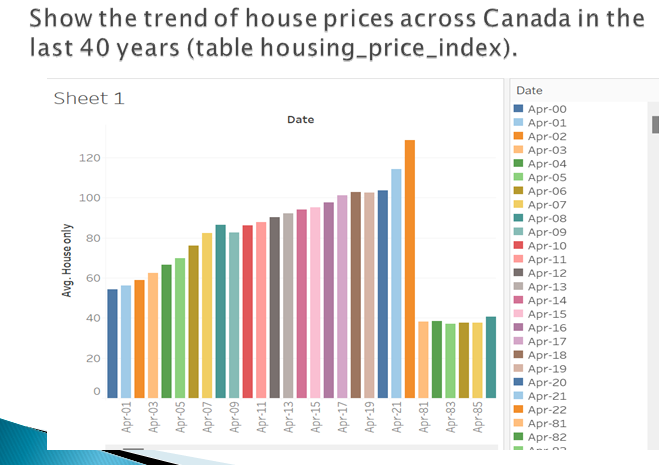 Show the trend of house prices across Canada in the
last 40 years (table housing_price_index).
Sheet 1
Date
Avg. House only
120
100
80
60
40
20
0
Apr-01
Apr-03
Apr-05
Apr-07
Apr-09
Apr-11
Apr-13
Apr-15
Apr-17
Apr-19
Apr-21
Apr-81
Apr-83
Apr-85
Date
Apr-00
Apr-01
Apr-02
Apr-03
Apr-04
Apr-05
Apr-06
Apr-07
Apr-08
Apr-09
Apr-10
Apr-11
Apr-12
Apr-13
Apr-14
Apr-15
Apr-16
Apr-17
Apr-18
Apr-19
Apr-20
Apr-21
Apr-22
Apr-81
Apr-82